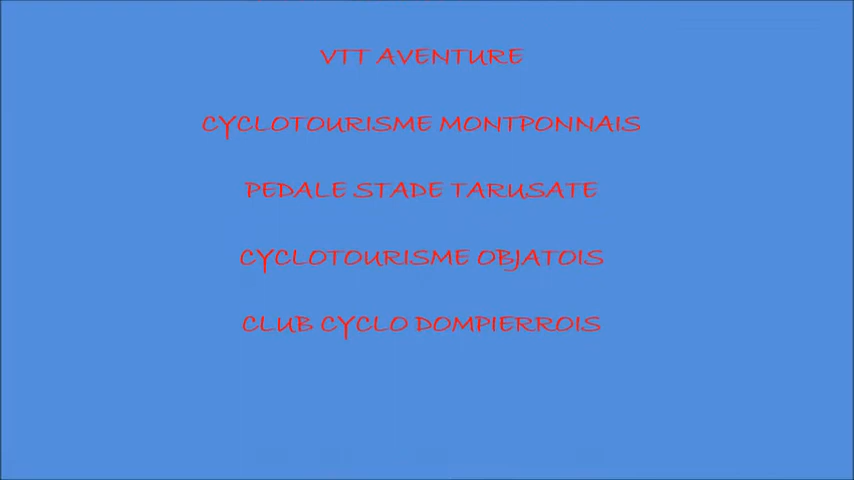 VTT AVENTURE
CYCLOTOURISME MONTPONNAIS
PEDALE STADE TARUSATE
CYCLOTOURISME OBJATOIS
CLUB CYCLO DOMPIERROIS